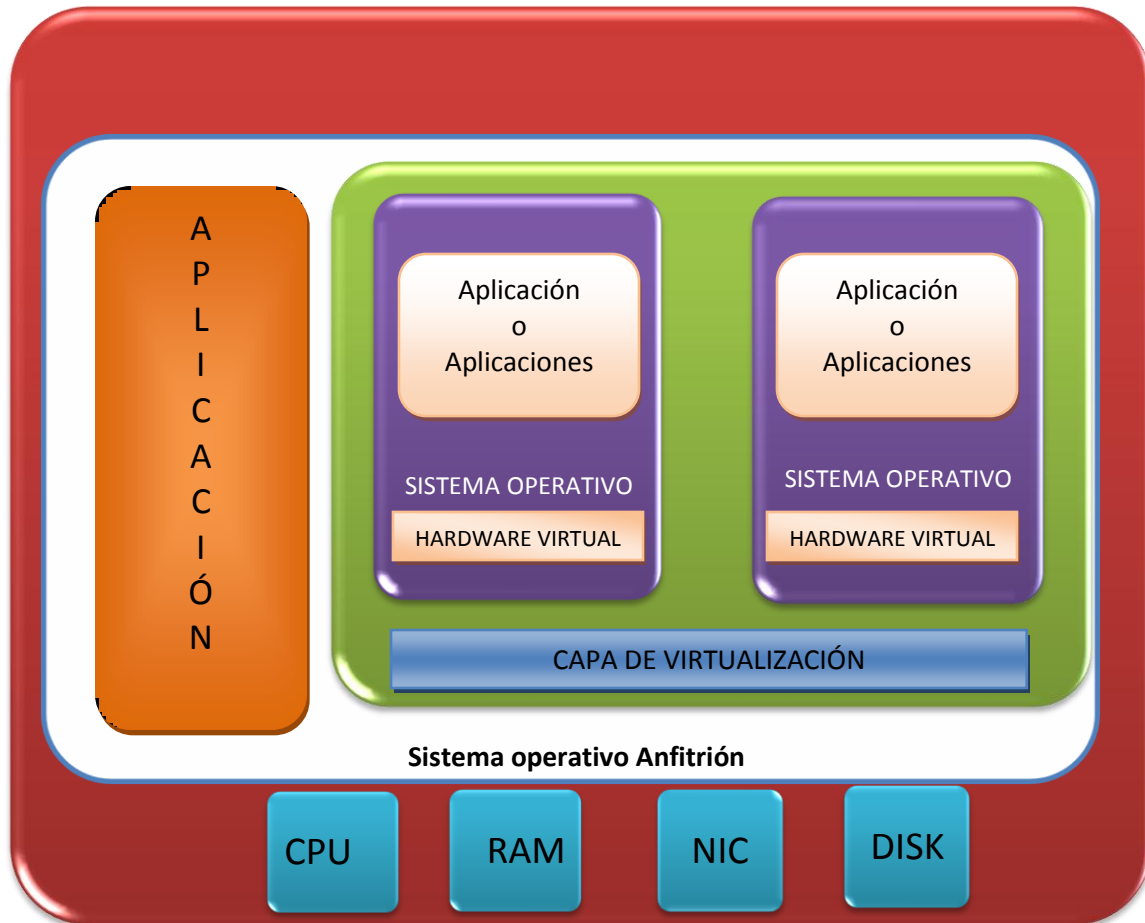 A
P
L
I
C
A
C
I
Ó
N
Aplicación
o
Aplicaciones
SISTEMA OPERATIVO
HARDWARE VIRTUAL
Aplicación
o
Aplicaciones
SISTEMA OPERATIVO
HARDWARE VIRTUAL
CAPA DE VIRTUALIZACIÓN
Sistema operativo Anfitrión
CPU
RAM
NIC
DISK